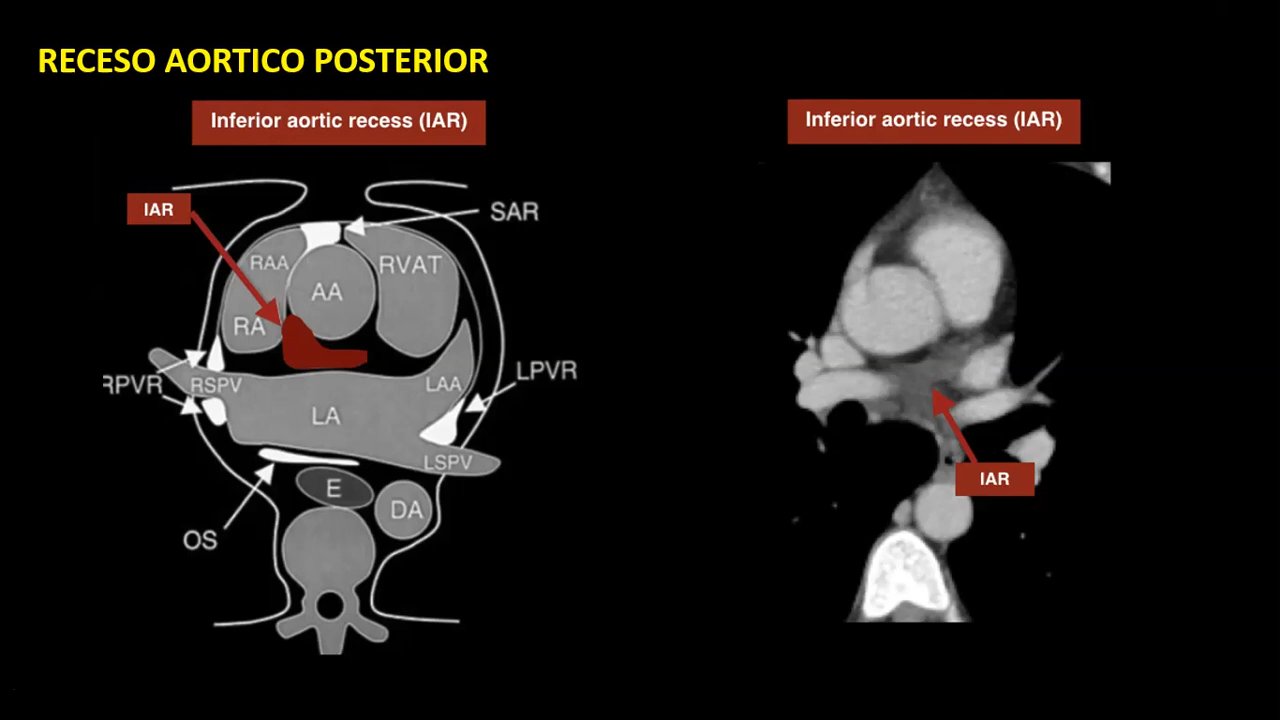 RECESO AORTICO POSTERIOR
Inferior aortic recess (IAR)
Inferior aortic recess (IAR)
IAR
SAR
RAA
RVAT
AA
RA
RPVR
RSPV
LAA
LPVR
LA
LSPV
E
DA
OS
IAR